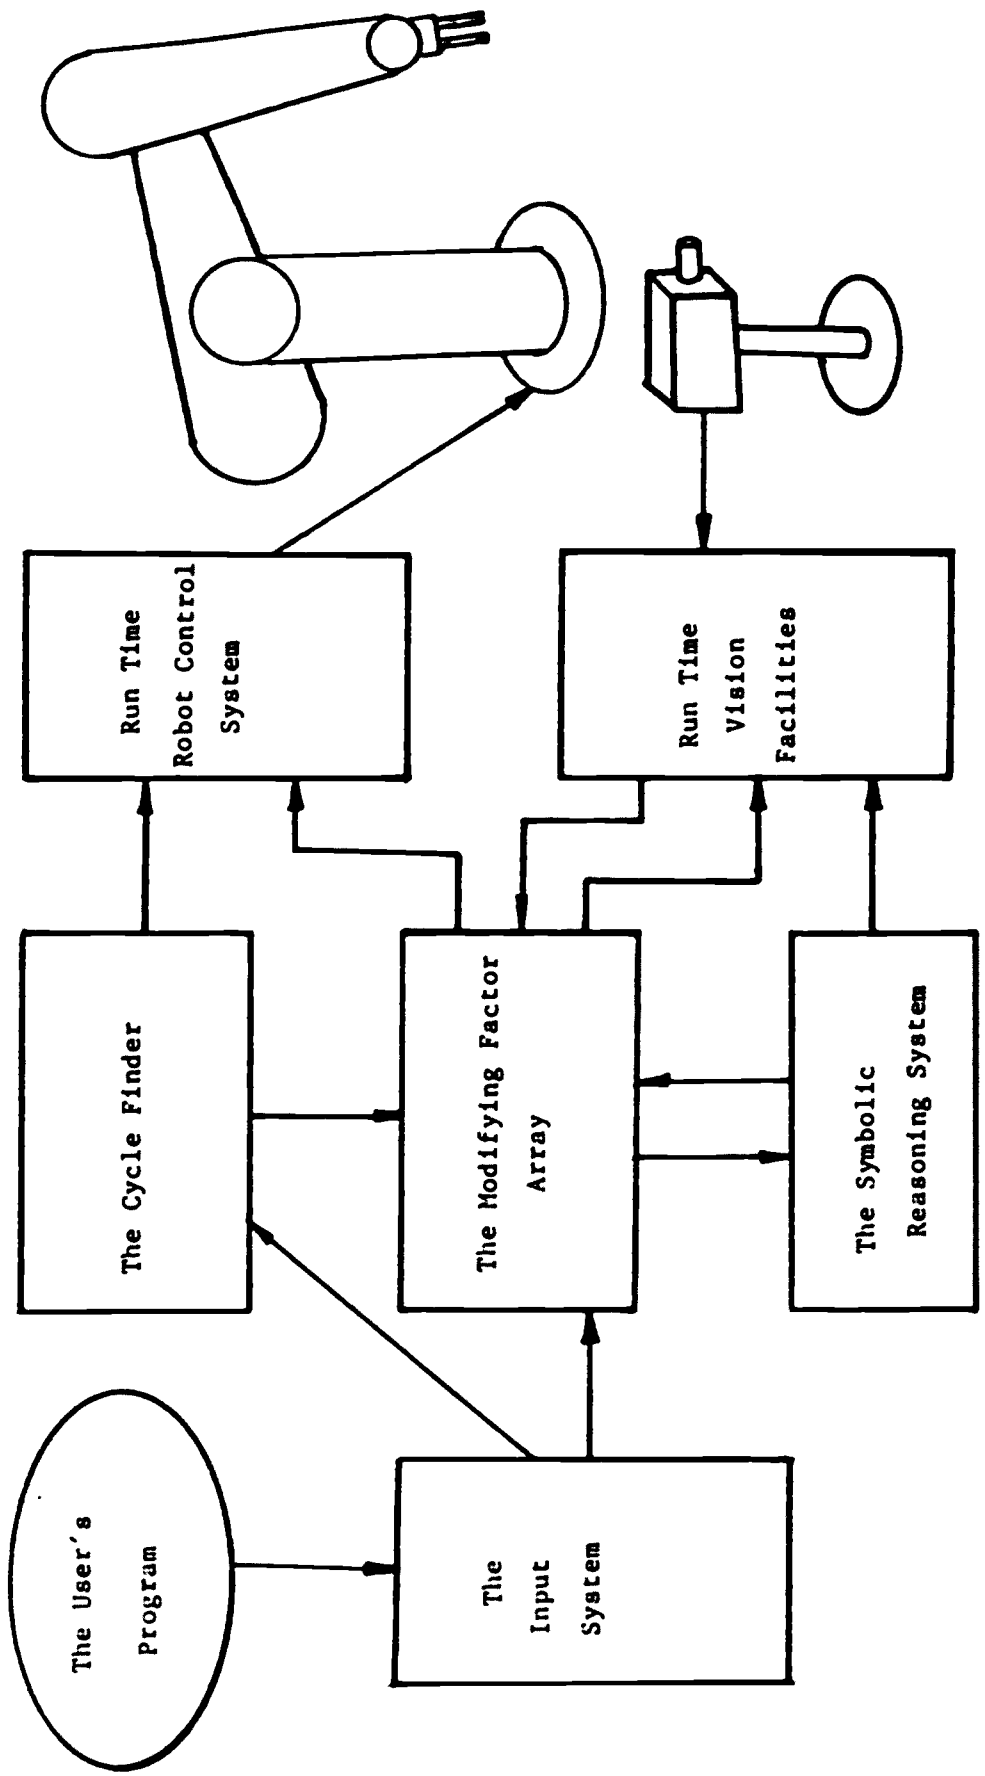 The User's
Program
The
Input
System
The Cycle Finder
The Modifying Factor
Array
The Symbolic
Reasoning System
Run Time
Robot Control
System
Run Time
Vision
Facilities